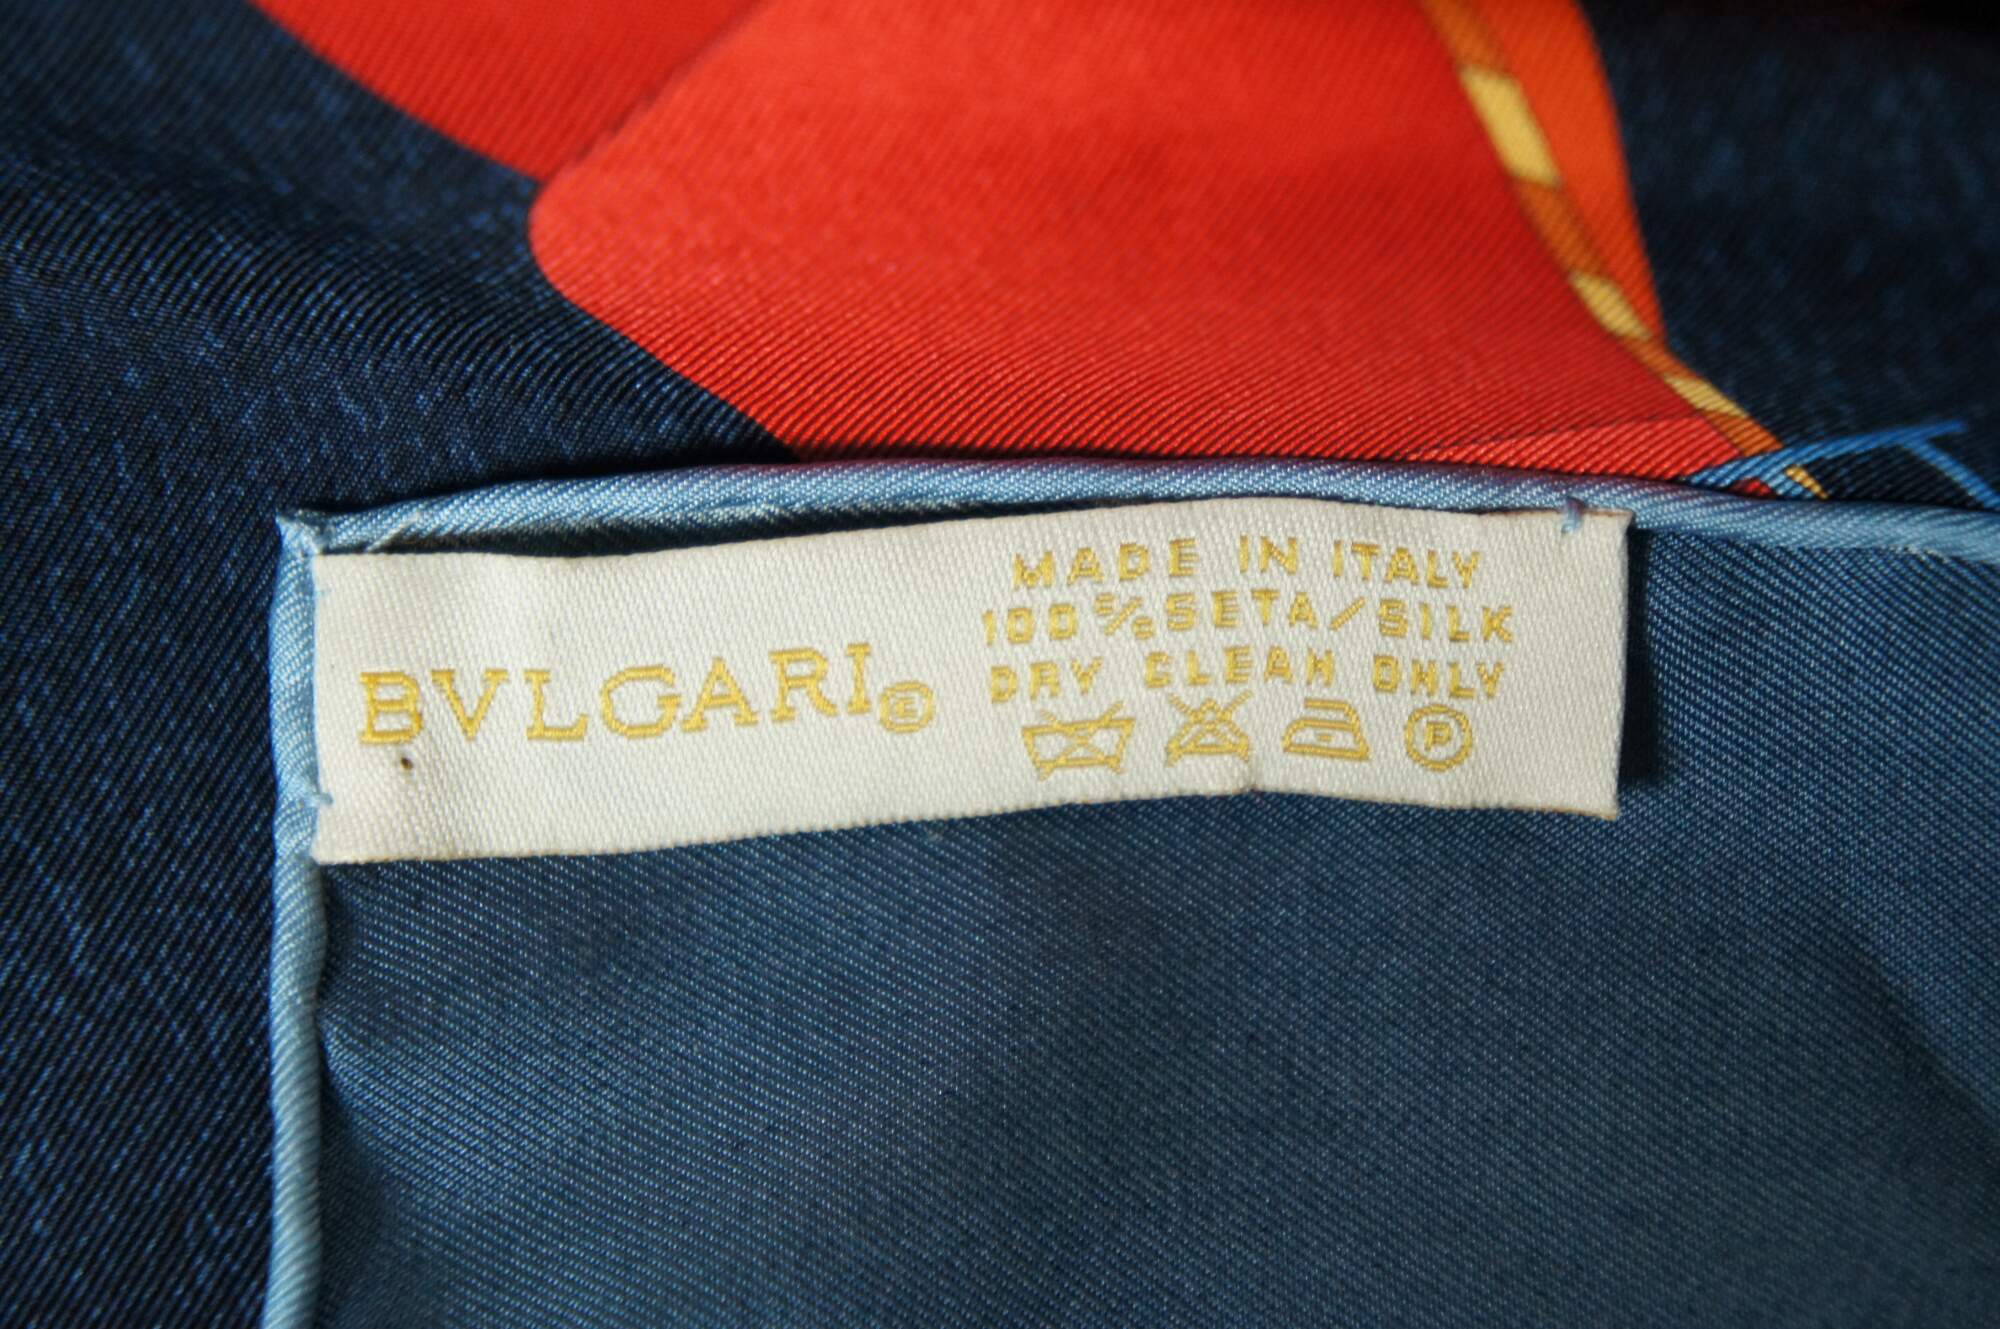 BVLGARI®
MADE IN ITALY
100% SETA/SILK
DRY CLEAN ONLY
P